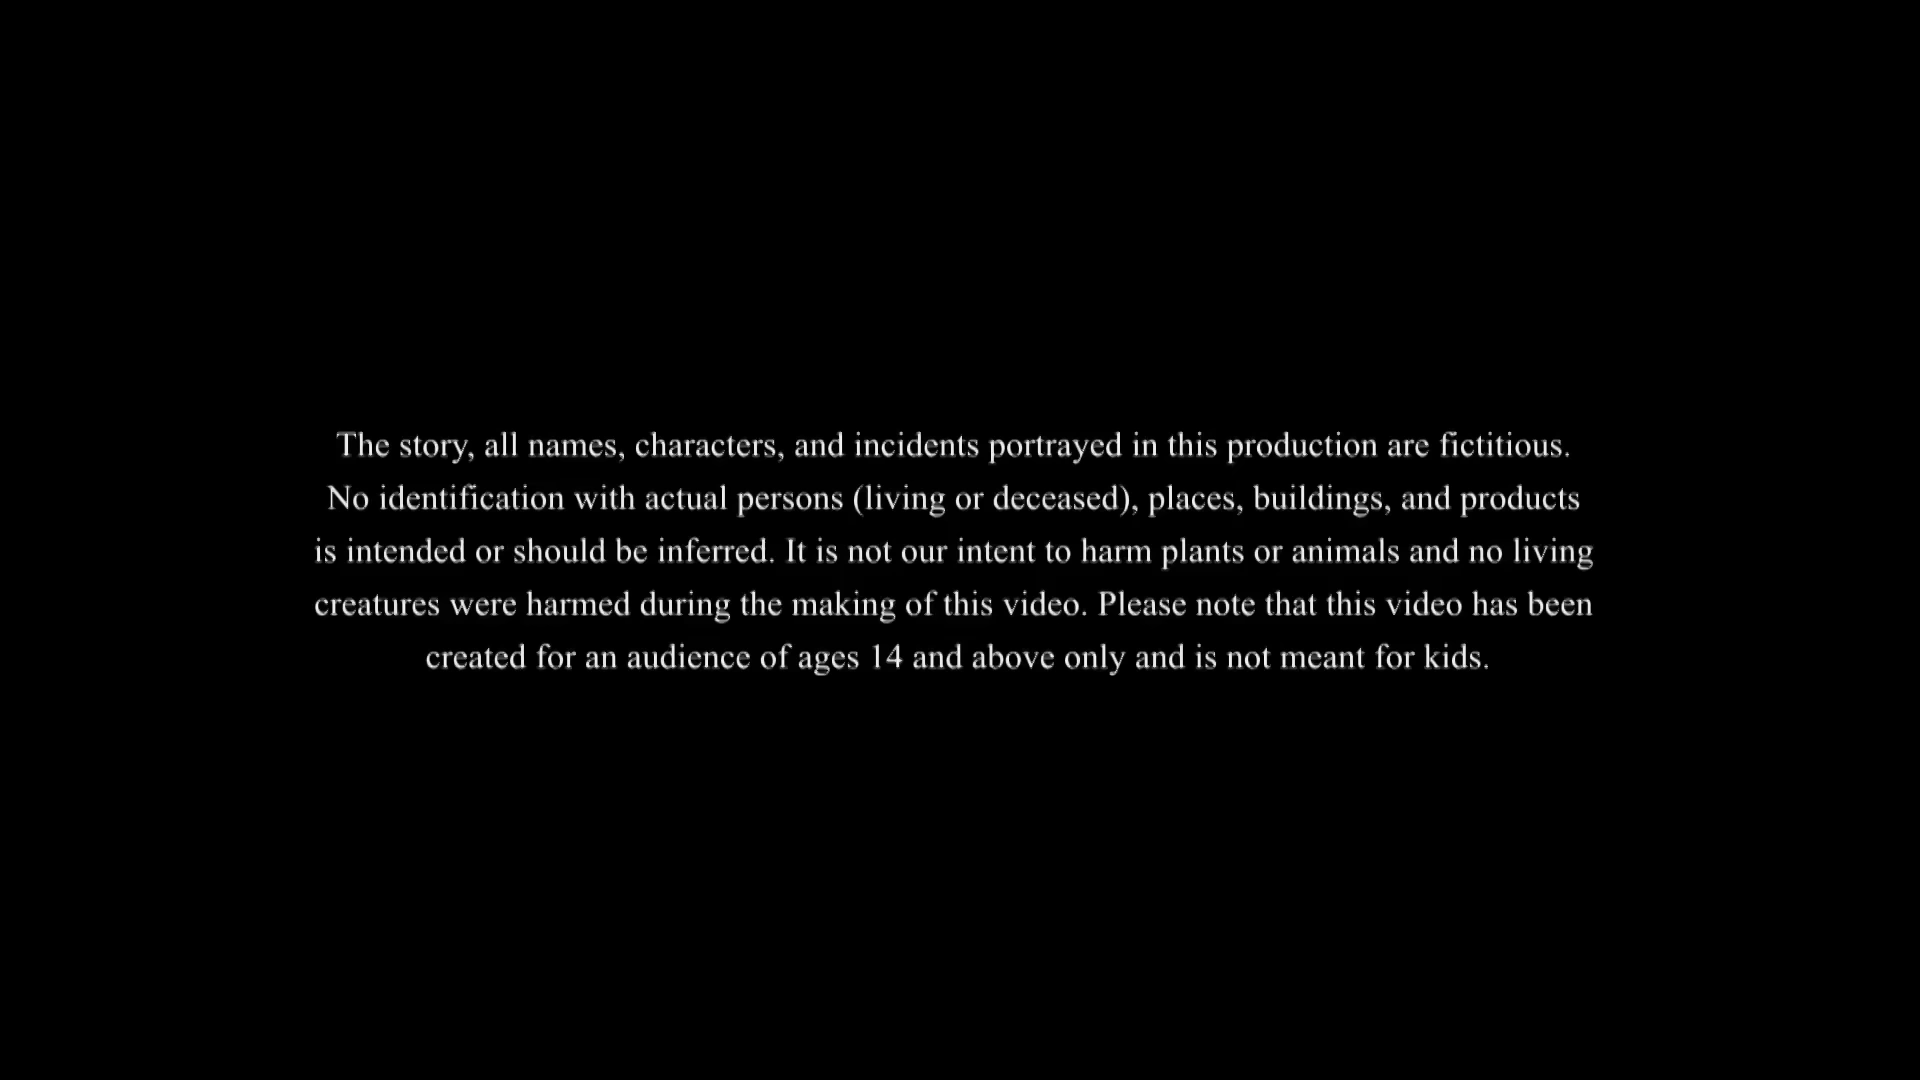 The story, all names, characters, and incidents portrayed in this production are fictitious.
No identification with actual persons (living or deceased), places, buildings, and products
is intended or should be inferred. It is not our intent to harm plants or animals and no living
creatures were harmed during the making of this video. Please note that this video has been
created for an audience of ages 14 and above only and is not meant for kids.